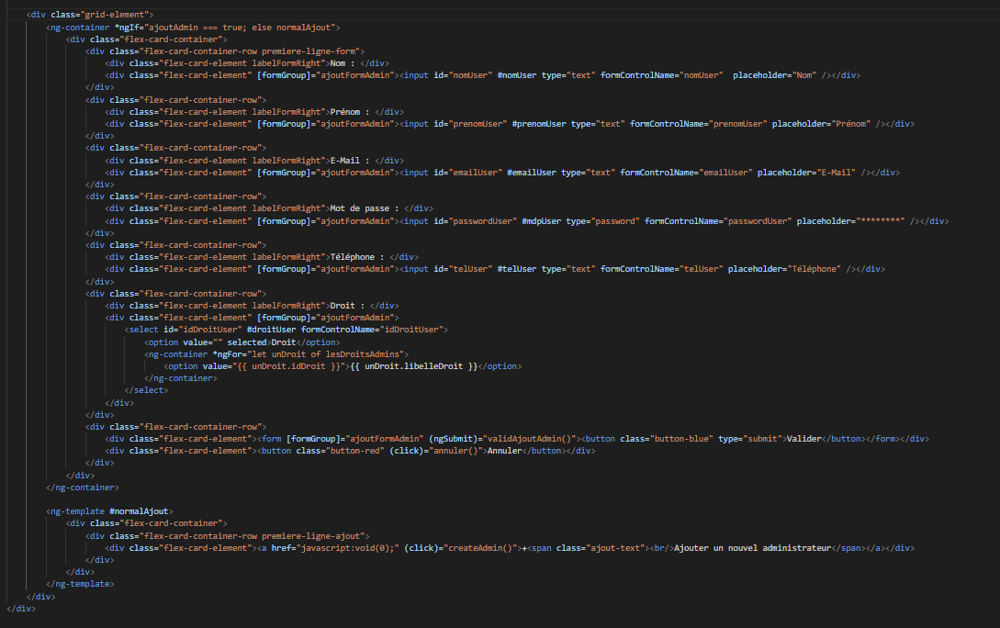 <div class="grid-element">
<ng-container *ngIf="ajoutAdmin === true; else normalAjout">
<div class="flex-card-container">
<div class="flex-card-container-row premiere-ligne-form">
<div class="flex-card-element labelFormRight">Nom : </div>
<div class="flex-card-element" [formGroup]="ajoutFormAdmin"><input id="nomUser" #nomUser type="text" formControlName="nomUser"  placeholder="Nom" /></div>
</div>
<div class="flex-card-container-row">
<div class="flex-card-element labelFormRight">Prénom : </div>
<div class="flex-card-element" [formGroup]="ajoutFormAdmin"><input id="prenomUser" #prenomUser type="text" formControlName="prenomUser" placeholder="Prénom" /></div>
</div>
<div class="flex-card-container-row">
<div class="flex-card-element labelFormRight">E-Mail : </div>
<div class="flex-card-element" [formGroup]="ajoutFormAdmin"><input id="emailUser" #emailUser type="text" formControlName="emailUser" placeholder="E-Mail" /></div>
</div>
<div class="flex-card-container-row">
<div class="flex-card-element labelFormRight">Mot de passe : </div>
<div class="flex-card-element" [formGroup]="ajoutFormAdmin"><input id="passwordUser" #mdpUser type="password" formControlName="passwordUser" placeholder="********" /></div>
</div>
<div class="flex-card-container-row">
<div class="flex-card-element labelFormRight">Téléphone : </div>
<div class="flex-card-element" [formGroup]="ajoutFormAdmin"><input id="telUser" #telUser type="text" formControlName="telUser" placeholder="Téléphone" /></div>
</div>
<div class="flex-card-container-row">
<div class="flex-card-element labelFormRight">Droit : </div>
<div class="flex-card-element" [formGroup]="ajoutFormAdmin">
<select id="idDroitUser" #droitUser formControlName="idDroitUser">
<option value="" selected>Droit</option>
<ng-container *ngFor="let unDroit of lesDroitsAdmins">
<option value="{{ unDroit.idDroit }}">{{ unDroit.libelleDroit }}</option>
</ng-container>
</select>
</div>
</div>
<div class="flex-card-container-row">
<div class="flex-card-element"><form [formGroup]="ajoutFormAdmin" (ngSubmit)="validAjoutAdmin()"><button class="button-blue" type="submit">Valider</button></form></div>
<div class="flex-card-element"><button class="button-red" (click)="annuler()">Annuler</button></div>
</div>
</div>
</ng-container>
<ng-template #normalAjout>
<div class="flex-card-container">
<div class="flex-card-container-row premiere-ligne-ajout">
<div class="flex-card-element"><a href="javascript:void(0);" (click)="createAdmin()">+<span class="ajout-text"><br/>Ajouter un nouvel administrateur</span></a></div>
</div>
</div>
</ng-template>
</div>
</div>